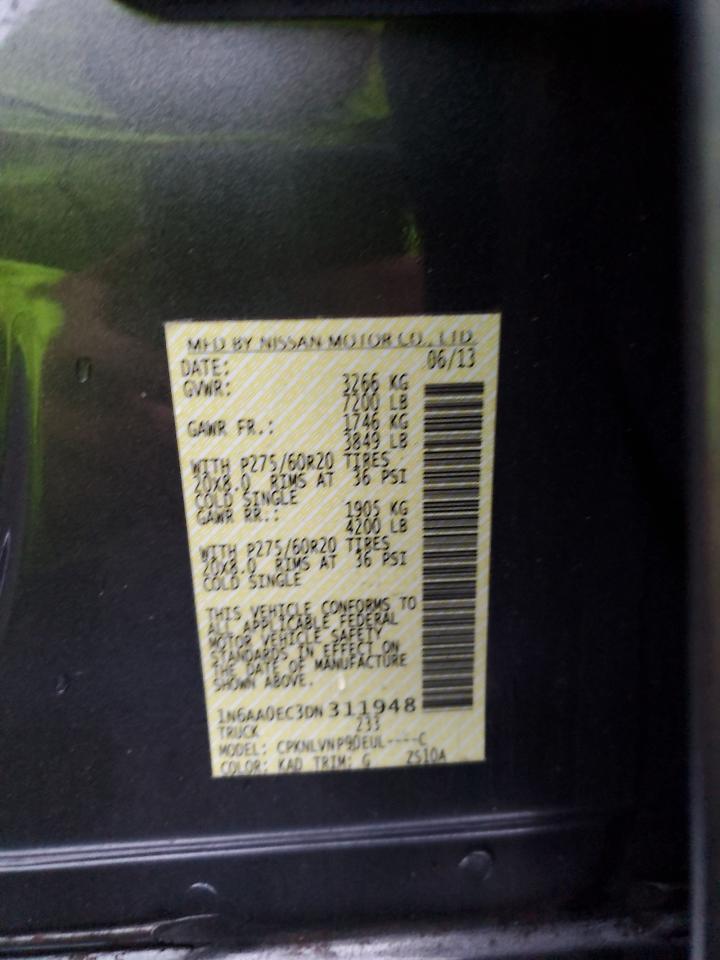 MFD BY NISSAN MOTOR CO., LTD.
DATE: 06/13
GVWR: 3266 KG
7200 LB
GAWR FR.: 1746 KG
3849 LB
WITH P275/60R20 TIRES
20X8.0 RIMS AT 36 PSI
COLD SINGLE
GAWR RR.: 1905 KG
4200 LB
WITH P275/60R20 TIRES
20X8.0 RIMS AT 36 PSI
COLD SINGLE
THIS VEHICLE CONFORMS TO
ALL APPLICABLE FEDERAL
MOTOR VEHICLE SAFETY
STANDARDS IN EFFECT ON
THE DATE OF MANUFACTURE
SHOWN ABOVE.
1N6AA0EC3DN311948
TRUCK 233
MODEL: CPKNLVNP9DEUL----C
COLOR: KAD TRIM: G ZS10A